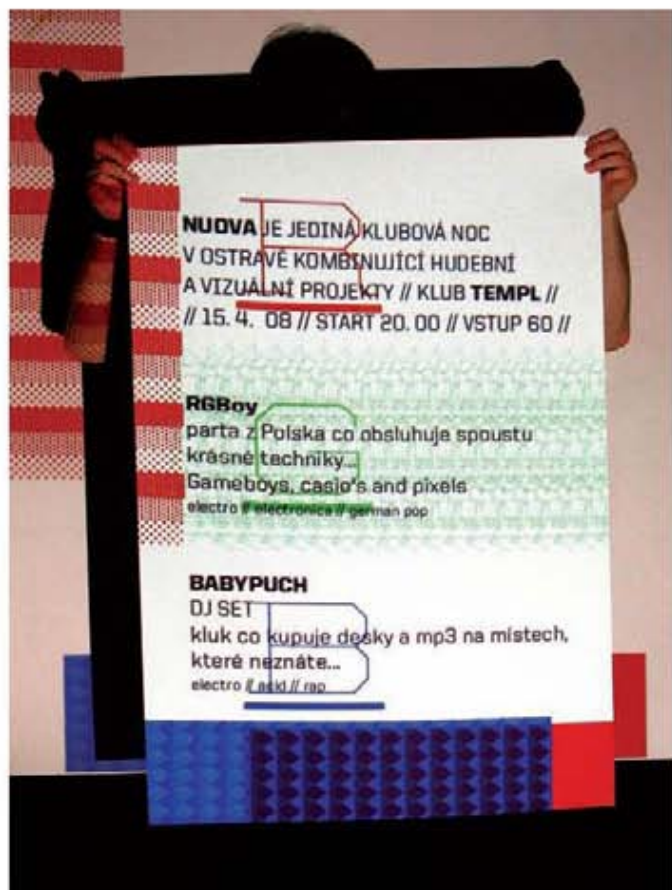 NUOVA JE JEDINÁ KLUBOVÁ NOC
V OSTRAVĚ KOMBINUJÍCÍ HUDEBNÍ
A VIZUÁLNÍ PROJEKTY // KLUB TEMPL //
// 15. 4. 08 // START 20. 00 // VSTUP 60 //
R
RGBoy
parta z Polska co obsluhuje spoustu
krásné techniky...
Gameboys, casio's and pixels
electro // electronica // german pop
G
BABYPUCH
DJ SET
kluk co kupuje desky a mp3 na místech,
které neznáte...
electro // acid // rap
B